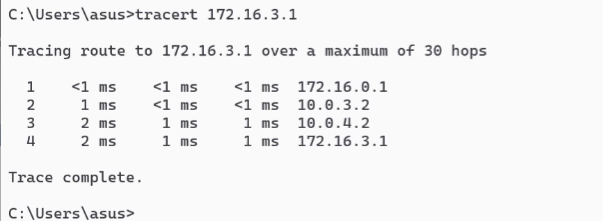 C:\Users\asus>tracert 172.16.3.1
Tracing route to 172.16.3.1 over a maximum of 30 hops
1 <1 ms <1 ms <1 ms 172.16.0.1
2 1 ms <1 ms <1 ms 10.0.3.2
3 2 ms 1 ms 1 ms 10.0.4.2
4 2 ms 1 ms 1 ms 172.16.3.1
Trace complete.
C:\Users\asus>